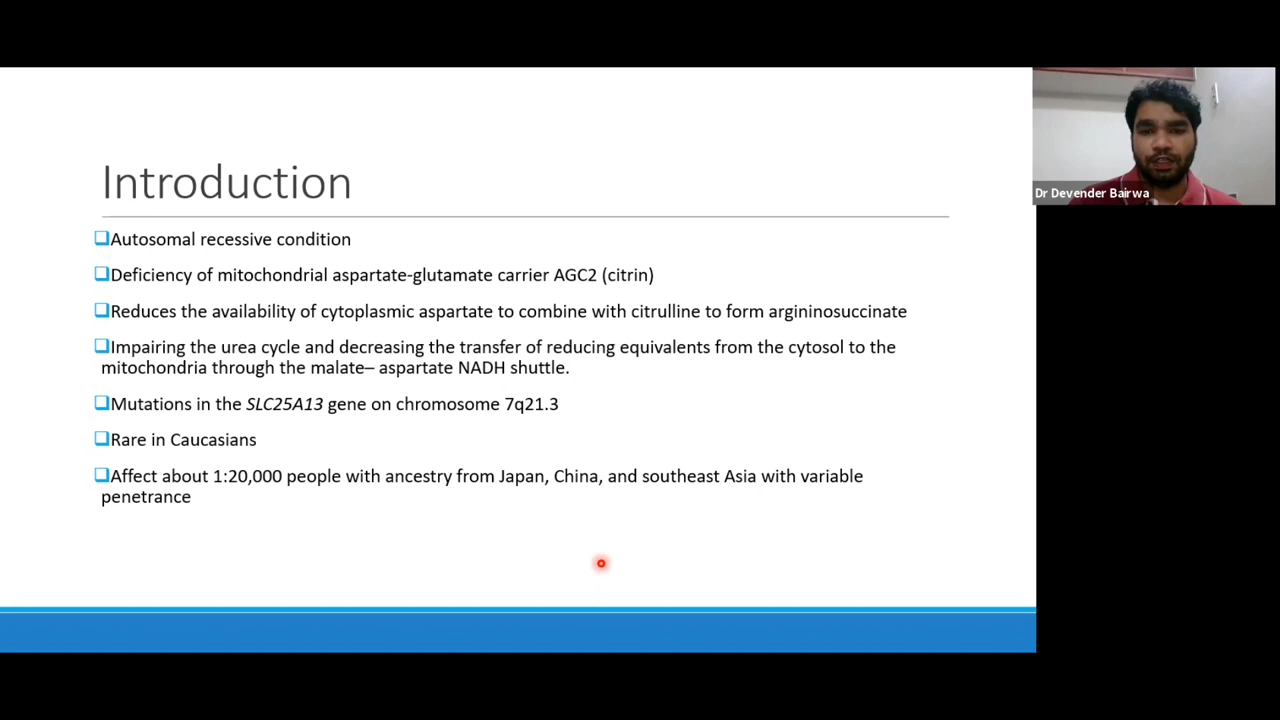 Introduction
❑Autosomal recessive condition
❑Deficiency of mitochondrial aspartate-glutamate carrier AGC2 (citrin)
❑Reduces the availability of cytoplasmic aspartate to combine with citrulline to form argininosuccinate
❑Impairing the urea cycle and decreasing the transfer of reducing equivalents from the cytosol to the
mitochondria through the malate– aspartate NADH shuttle.
❑Mutations in the SLC25A13 gene on chromosome 7q21.3
❑Rare in Caucasians
❑Affect about 1:20,000 people with ancestry from Japan, China, and southeast Asia with variable
penetrance
Dr Devender Bairwa